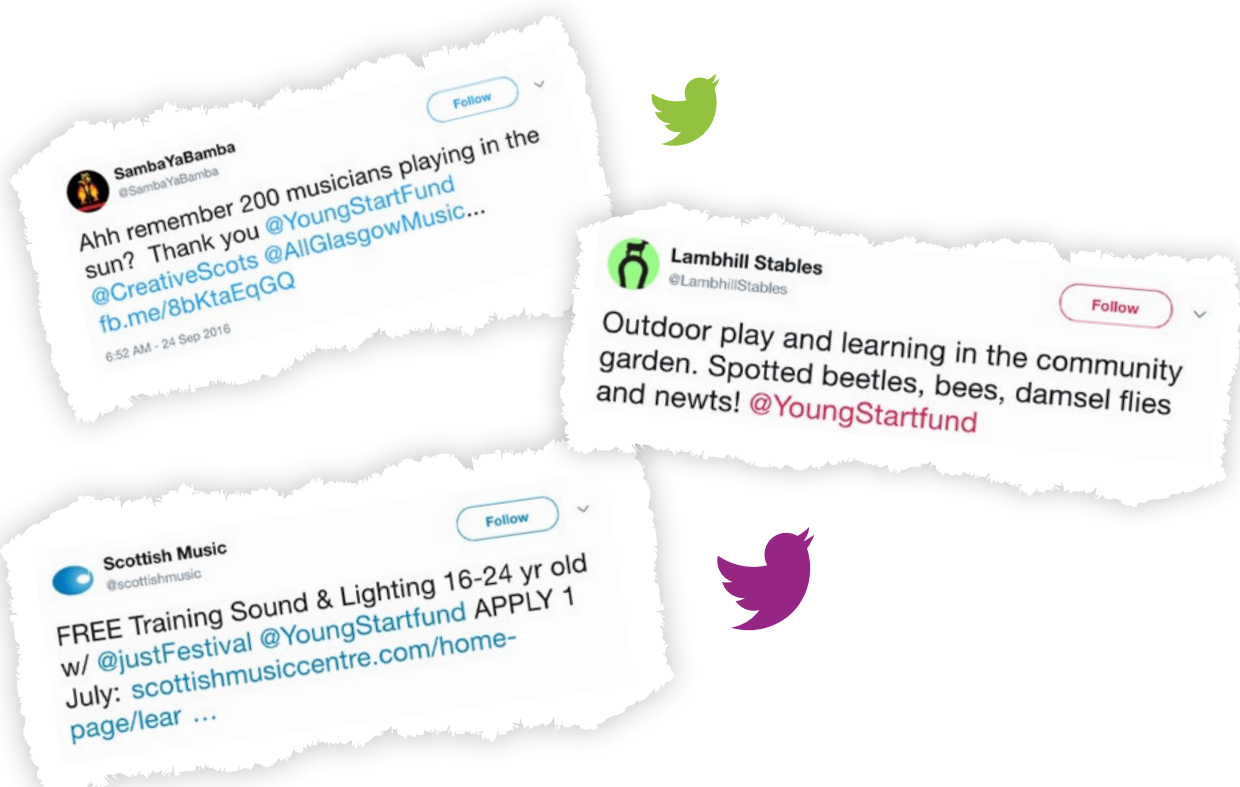 Follow
SambaYaBamba
@SambaYaBamba
Ahh remember 200 musicians playing in the
sun? Thank you @YoungStartFund
@CreativeScots @AllGlasgowMusic...
fb.me/8bKtaEqGQ
6:52 AM - 24 Sep 2016
Lambhill Stables
@LambhillStables
Follow
Outdoor play and learning in the community
garden. Spotted beetles, bees, damsel flies
and newts! @YoungStartfund
Follow
Scottish Music
@scottishmusic
FREE Training Sound & Lighting 16-24 yr old
w/ @justFestival @YoungStartfund APPLY 1
July: scottishmusiccentre.com/home-
page/lear ...